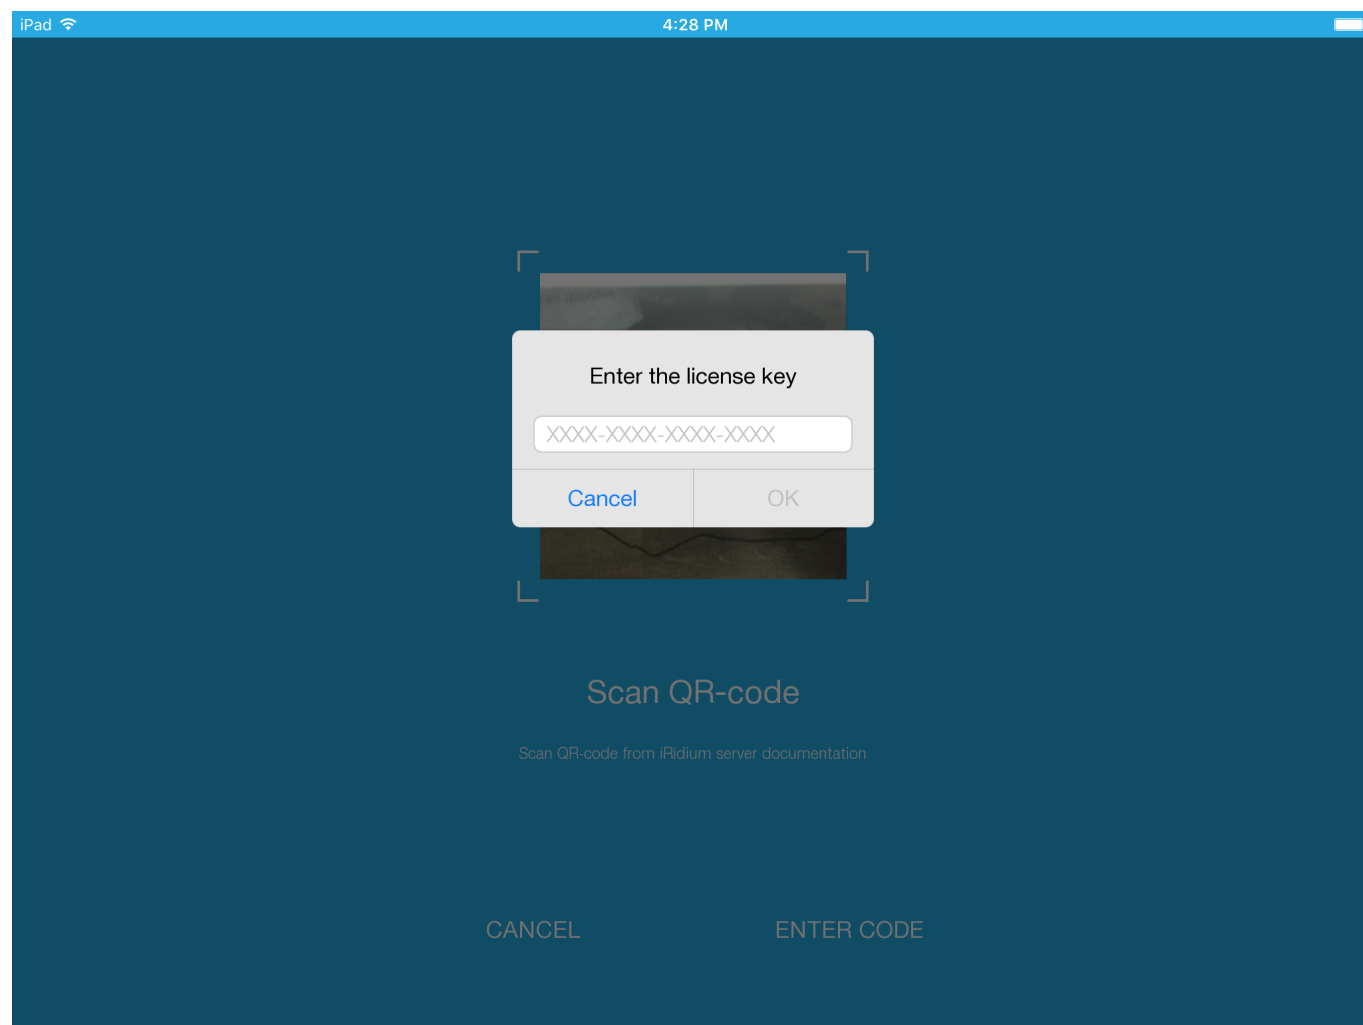 iPad
4:28 PM
Enter the license key
XXXX-XXXX-XXXX-XXXX
Cancel
OK
Scan QR-code
Scan QR-code from iRidium server documentation
CANCEL
ENTER CODE